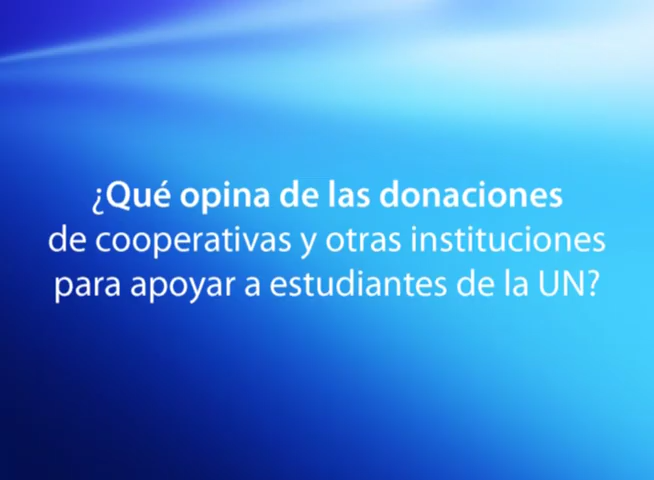 ¿Qué opina de las donaciones
de cooperativas y otras instituciones
para apoyar a estudiantes de la UN?